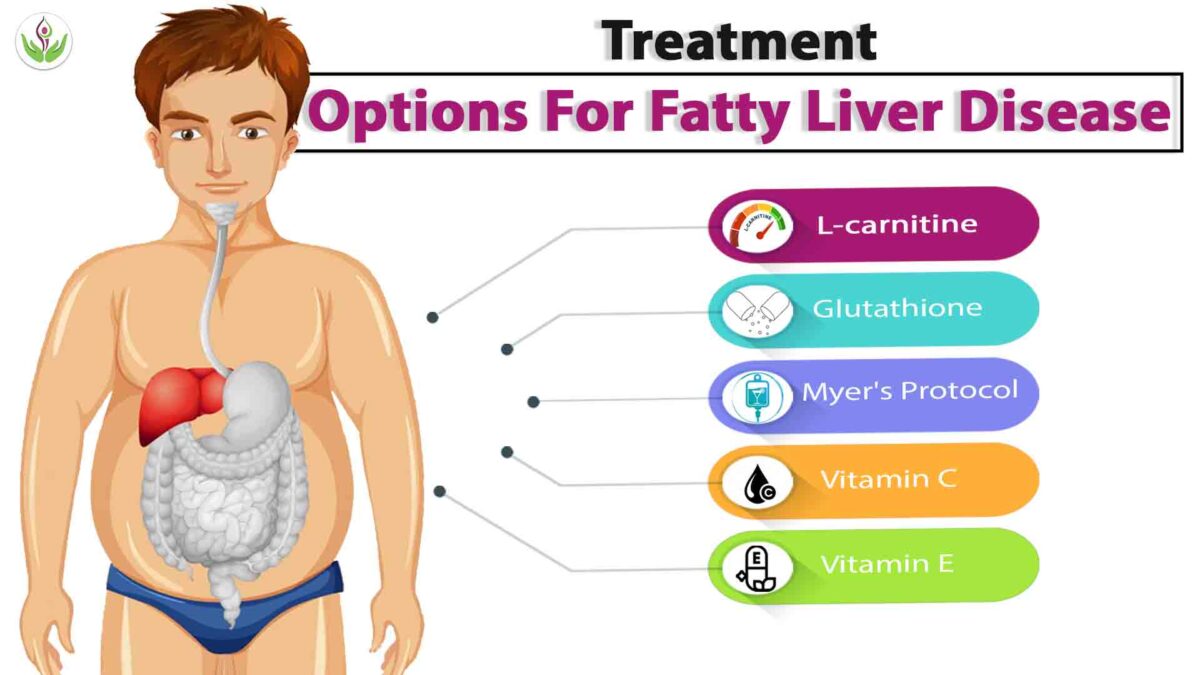 Treatment
Options For Fatty Liver Disease
L-CARNITINE
L-carnitine
Glutathione
Myer's Protocol
C
Vitamin C
E
Vitamin E